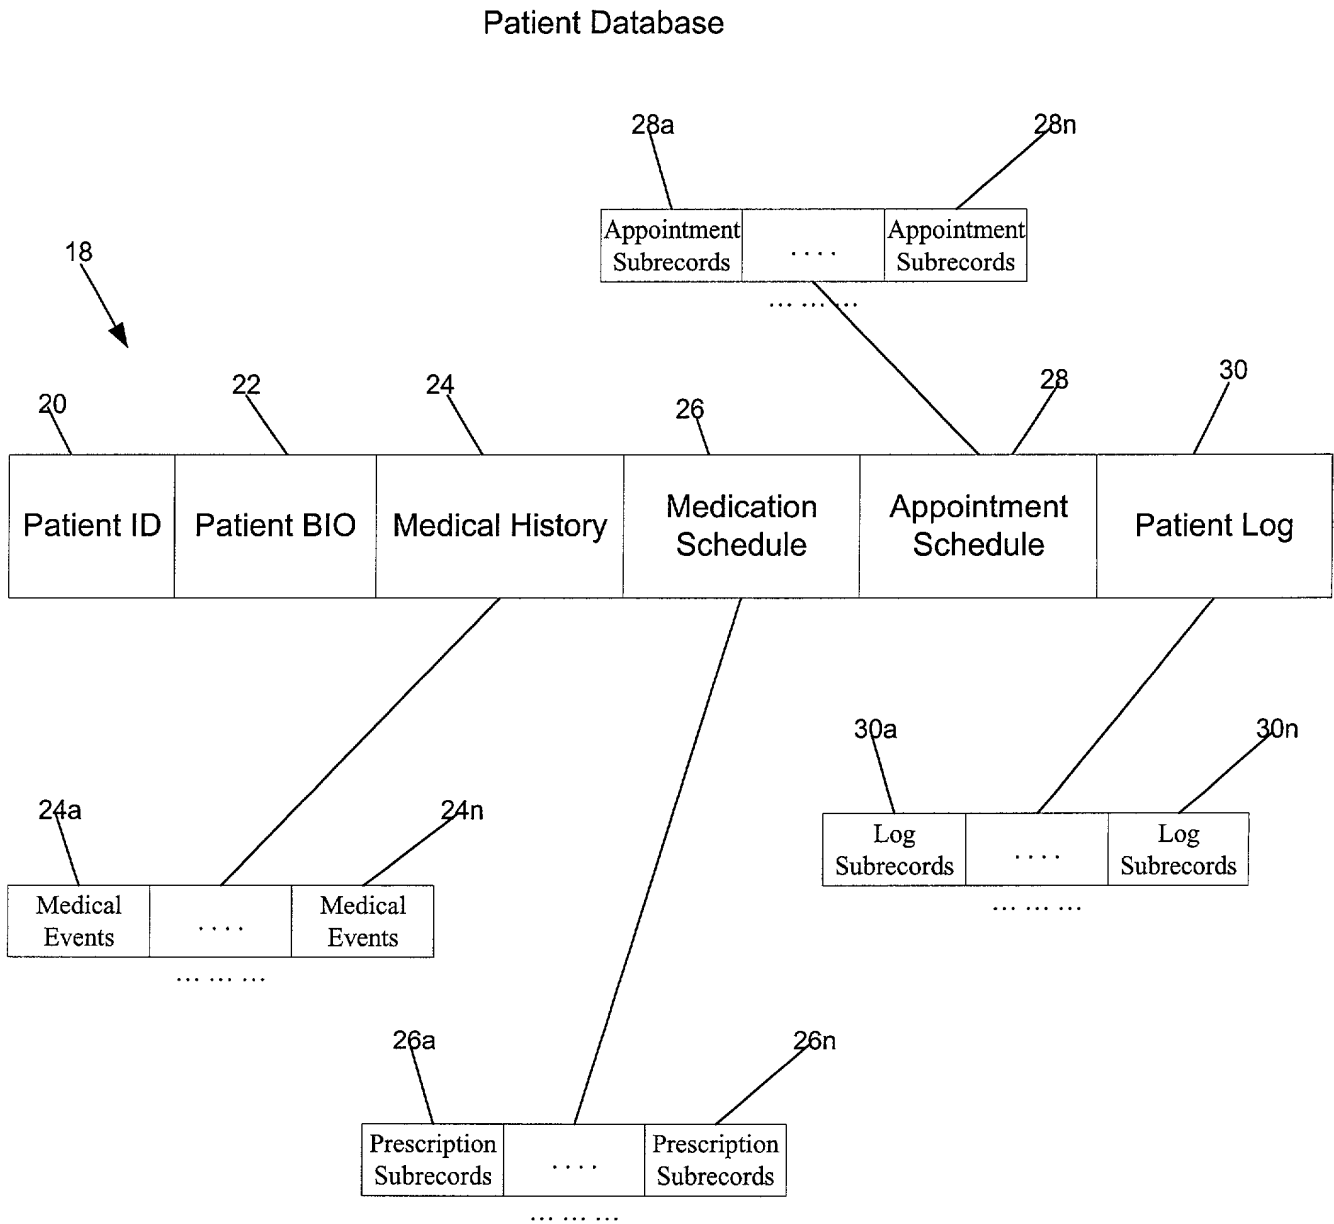 Patient Database
28a
28n
Appointment Subrecords
. . . .
Appointment Subrecords
... ... ...
18
20
22
24
26
28
30
Patient ID
Patient BIO
Medical History
Medication Schedule
Appointment Schedule
Patient Log
30a
30n
Log Subrecords
. . . .
Log Subrecords
... ... ...
24a
24n
Medical Events
. . . .
Medical Events
... ... ...
26a
26n
Prescription Subrecords
. . . .
Prescription Subrecords
... ... ...